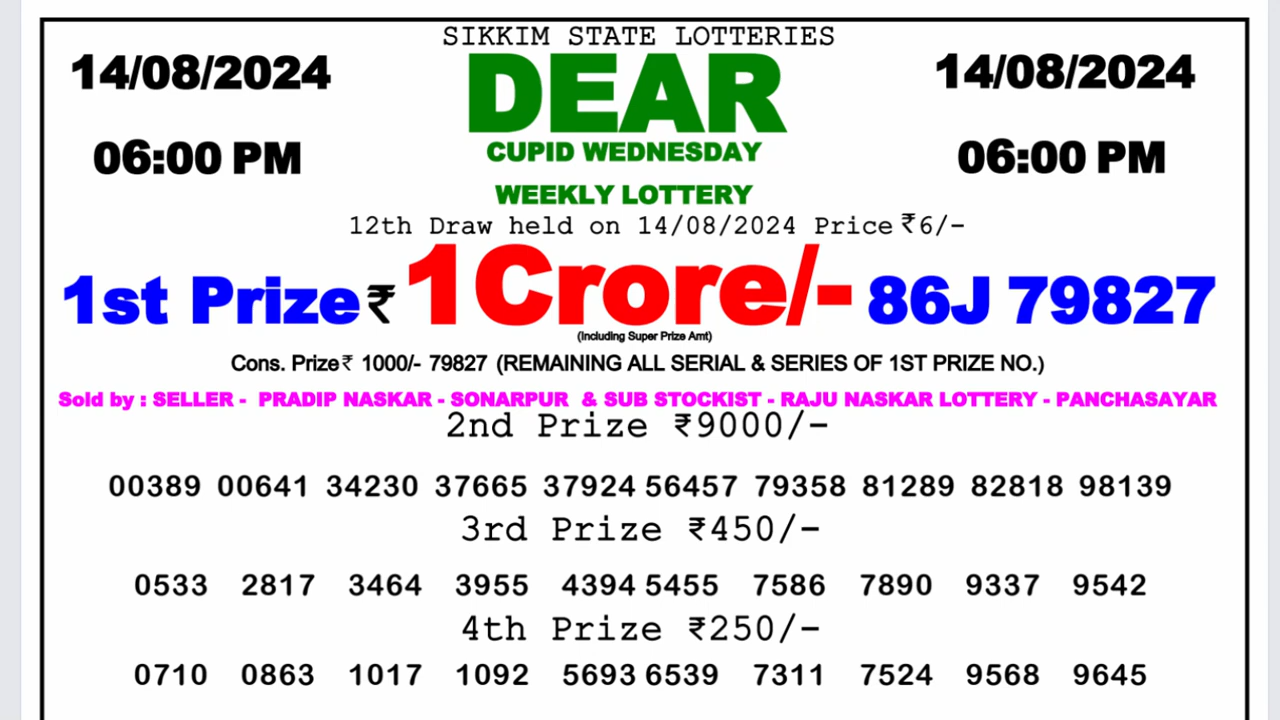 SIKKIM STATE LOTTERIES
14/08/2024 DEAR 14/08/2024
06:00 PM CUPID WEDNESDAY 06:00 PM
WEEKLY LOTTERY
12th Draw held on 14/08/2024 Price ₹6/-
1st Prize ₹ 1Crore/- 86J 79827
(Including Super Prize Amt)
Cons. Prize ₹ 1000/- 79827 (REMAINING ALL SERIAL & SERIES OF 1ST PRIZE NO.)
Sold by : SELLER - PRADIP NASKAR - SONARPUR & SUB STOCKIST - RAJU NASKAR LOTTERY - PANCHASAYAR
2nd Prize ₹9000/-
00389 00641 34230 37665 37924 56457 79358 81289 82818 98139
3rd Prize ₹450/-
0533 2817 3464 3955 4394 5455 7586 7890 9337 9542
4th Prize ₹250/-
0710 0863 1017 1092 5693 6539 7311 7524 9568 9645